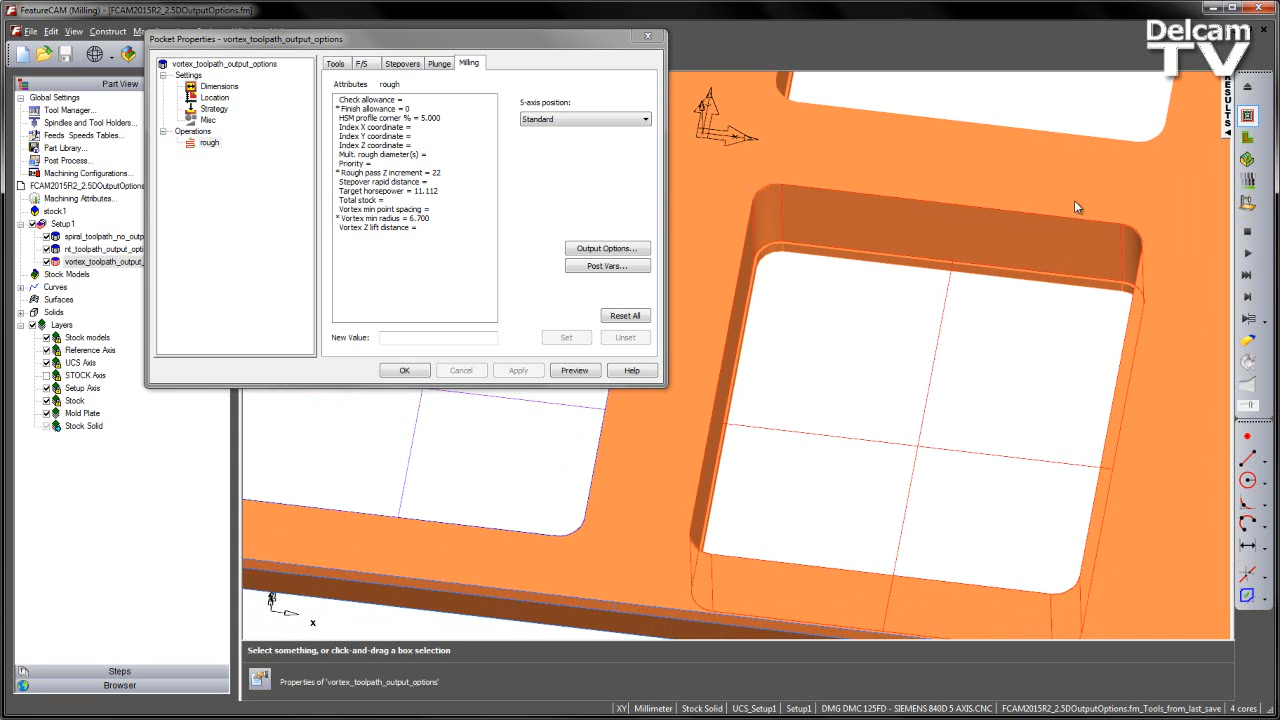 FeatureCAM (Milling) - [FCAM2015R2_2.5DOutputOptions.fm]
File Edit View Construct
Delcam
TV
Part View
Global Settings
Tool Manager...
Spindles and Tool Holders...
Feeds Speeds Tables...
Part Library...
Post Process...
Machining Configurations...
FCAM2015R2_2.5DOutputOptions
Machining Attributes...
stock1
Setup1
spiral_toolpath_no_outp
nt_toolpath_output_opti
vortex_toolpath_output_
Stock Models
Curves
Surfaces
Solids
Layers
Stock models
Reference Axis
UCS Axis
STOCK Axis
Setup Axis
Stock
Mold Plate
Stock Solid
Steps
Browser
Pocket Properties - vortex_toolpath_output_options
vortex_toolpath_output_options
Settings
Dimensions
Location
Strategy
Misc
Operations
rough
Tools F/S Stepovers Plunge Milling
Attributes rough
Check allowance =
* Finish allowance = 0
HSM profile corner % = 5.000
Index X coordinate =
Index Y coordinate =
Index Z coordinate =
Mult. rough diameter(s) =
Priority =
* Rough pass Z increment = 22
Stepover rapid distance =
Target horsepower = 11.112
Total stock =
Vortex min point spacing =
* Vortex min radius = 6.700
Vortex Z lift distance =
5-axis position:
Standard
Output Options...
Post Vars...
Reset All
New Value:
Set Unset
OK Cancel Apply Preview Help
RESULTS
x
Select something, or click-and-drag a box selection
Properties of 'vortex_toolpath_output_options'
XY Millimeter Stock Solid UCS_Setup1 Setup1 DMG DMC 125FD - SIEMENS 840D 5 AXIS.CNC FCAM2015R2_2.5DOutputOptions.fm_Tools_from_last_save 4 cores